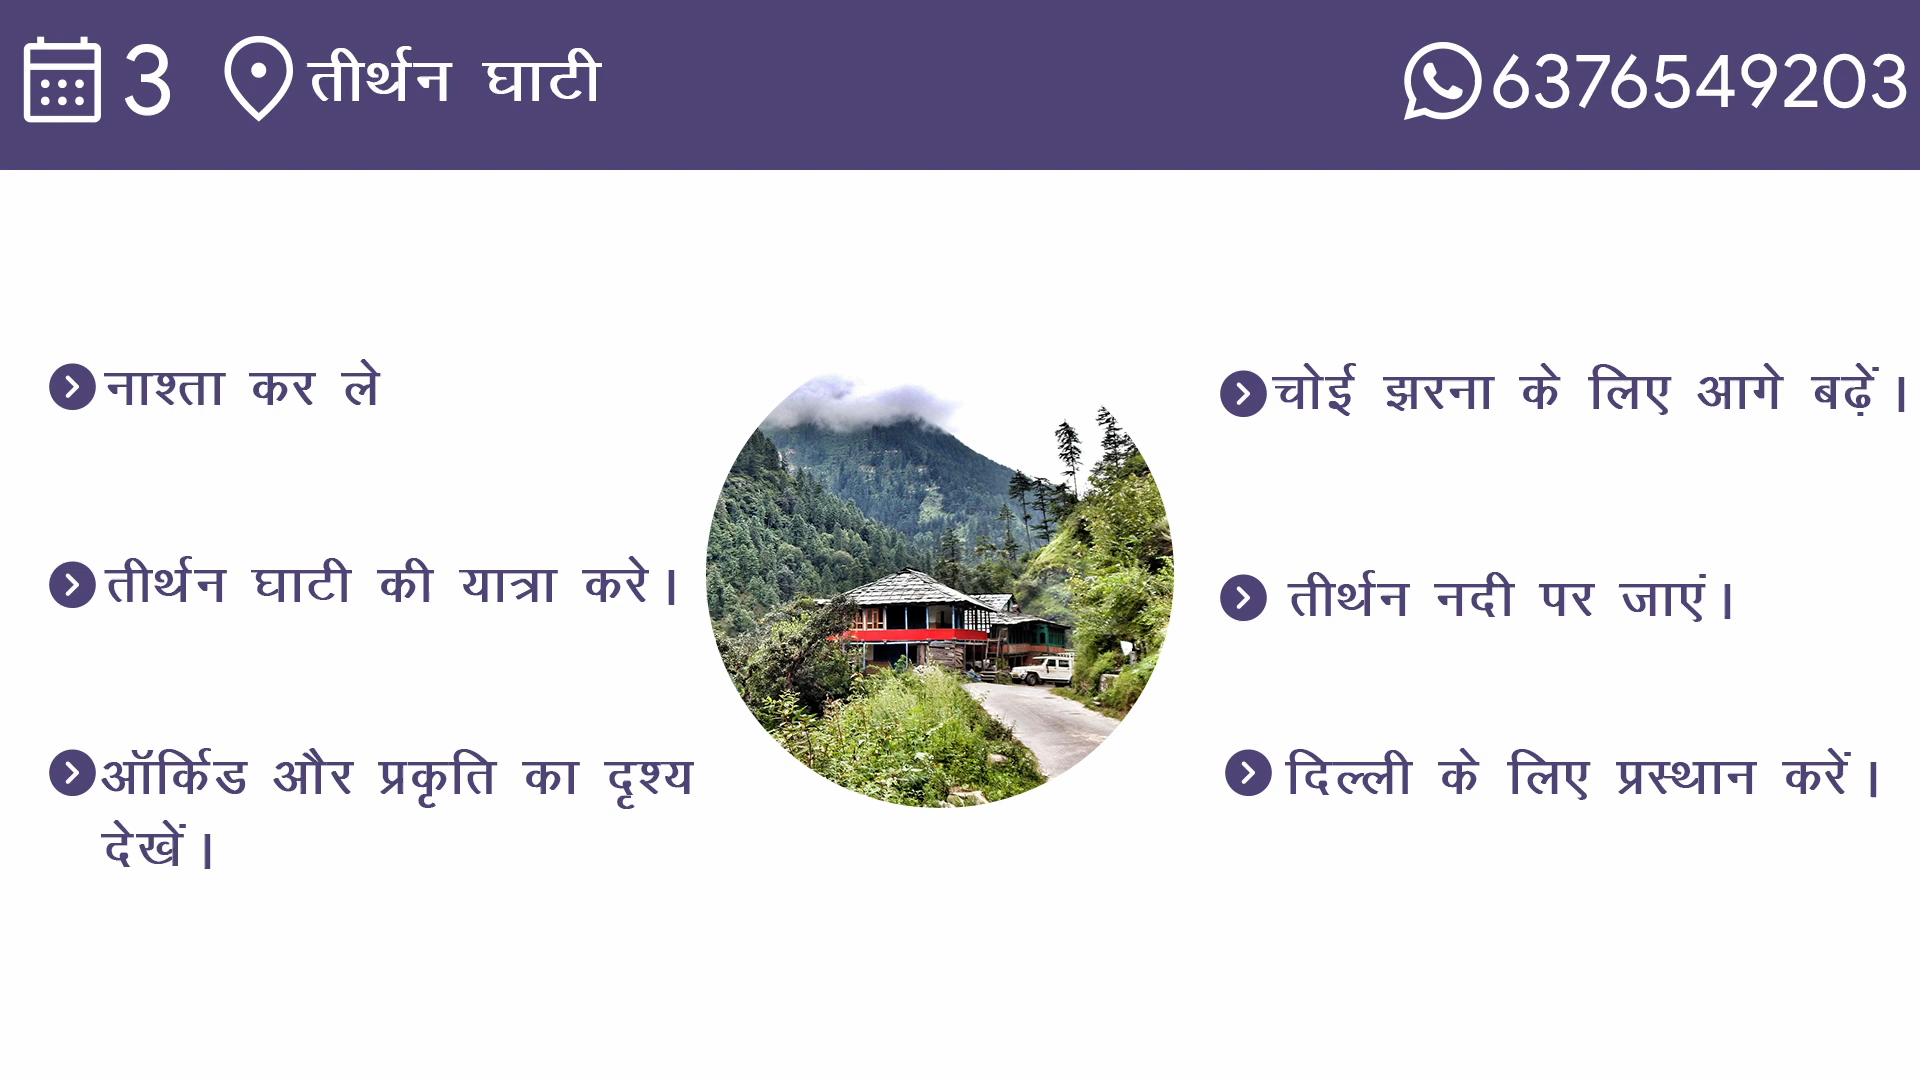 3 तीर्थन घाटी
6376549203
नाश्ता कर ले
तीर्थन घाटी की यात्रा करे।
ऑर्किड और प्रकृति का दृश्य
देखें।
चोई झरना के लिए आगे बढ़ें।
तीर्थन नदी पर जाएं।
दिल्ली के लिए प्रस्थान करें।